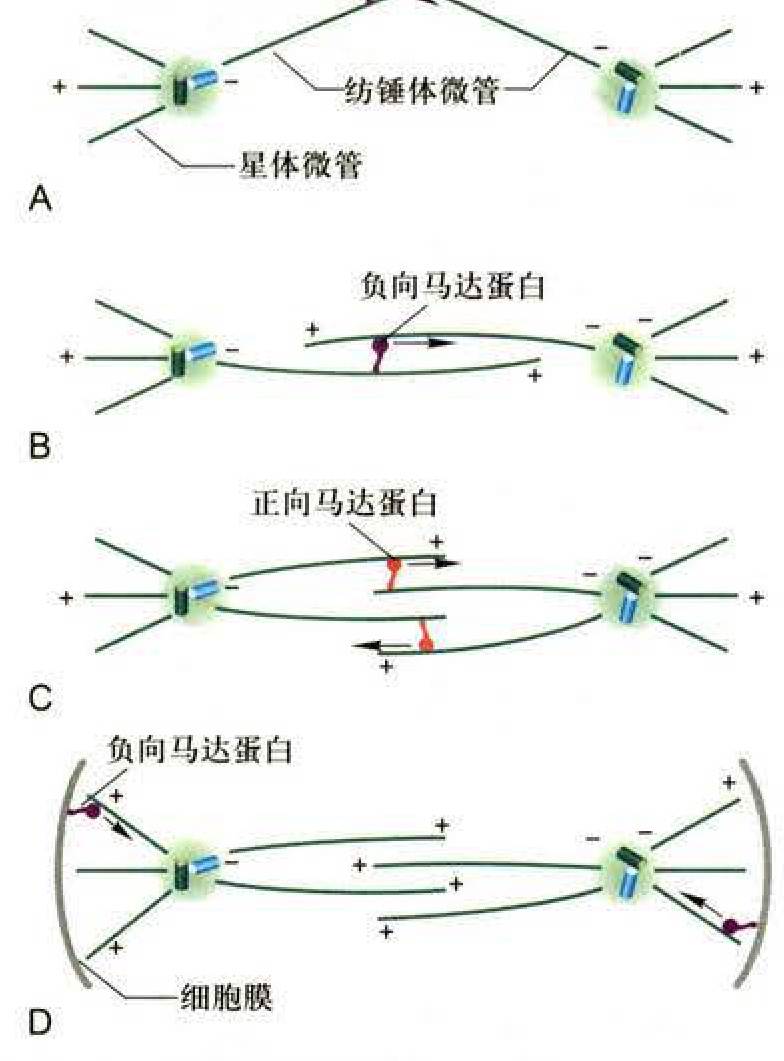 −
+ − 纺锤体微管 +
星体微管
A
负向马达蛋白
+ − −
+ − +
+
B
正向马达蛋白
+ −
+ − − +
+
C
负向马达蛋白
+ +
+ − −
− + +
+ +
细胞膜
D